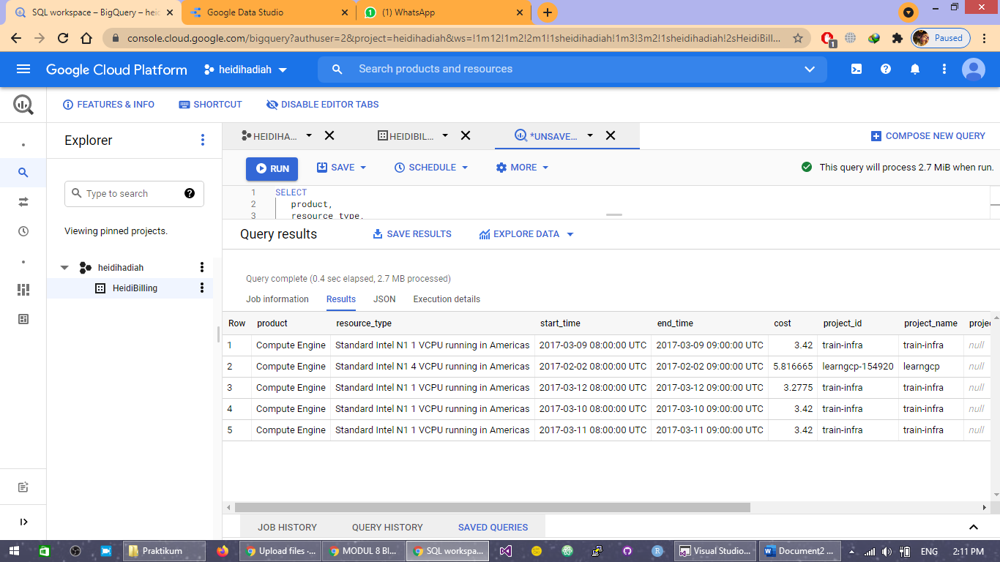 SQL workspace – BigQuery – heid
Google Data Studio
(1) WhatsApp
console.cloud.google.com/bigquery?authuser=2&project=heidihadiah&ws=!1m12!1m2!2m1!1sheidihadiah!1m3!3m2!1sheidihadiah!2sHeidiBill...
1
Paused
Google Cloud Platform
heidihadiah
Search products and resources
FEATURES & INFO
SHORTCUT
DISABLE EDITOR TABS
Explorer
HEIDIHA...
HEIDIBIL...
*UNSAVE...
COMPOSE NEW QUERY
RUN
SAVE
SCHEDULE
MORE
This query will process 2.7 MiB when run.
Type to search
Viewing pinned projects.
heidihadiah
HeidiBilling
1 SELECT
2 product,
3 resource_type,
Query results
SAVE RESULTS
EXPLORE DATA
Query complete (0.4 sec elapsed, 2.7 MB processed)
Job information Results JSON Execution details
Row product resource_type start_time end_time cost project_id project_name projec
1 Compute Engine Standard Intel N1 1 VCPU running in Americas 2017-03-09 08:00:00 UTC 2017-03-09 09:00:00 UTC 3.42 train-infra train-infra null
2 Compute Engine Standard Intel N1 4 VCPU running in Americas 2017-02-02 08:00:00 UTC 2017-02-02 09:00:00 UTC 5.816665 learngcp-154920 learngcp null
3 Compute Engine Standard Intel N1 1 VCPU running in Americas 2017-03-12 08:00:00 UTC 2017-03-12 09:00:00 UTC 3.2775 train-infra train-infra null
4 Compute Engine Standard Intel N1 1 VCPU running in Americas 2017-03-10 08:00:00 UTC 2017-03-10 09:00:00 UTC 3.42 train-infra train-infra null
5 Compute Engine Standard Intel N1 1 VCPU running in Americas 2017-03-11 08:00:00 UTC 2017-03-11 09:00:00 UTC 3.42 train-infra train-infra null
JOB HISTORY
QUERY HISTORY
SAVED QUERIES
Praktikum
Upload files -...
MODUL 8 BI...
SQL workspa...
Visual Studio...
Document2 ...
ENG
2:11 PM